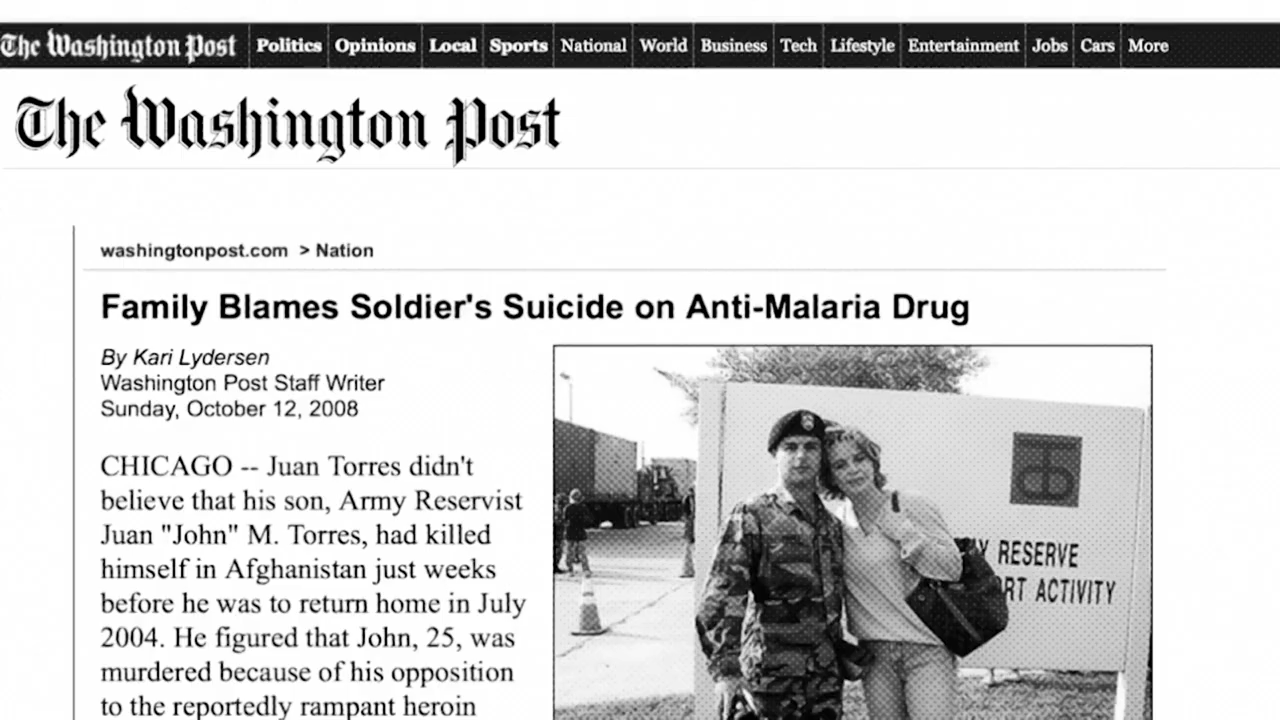 The Washington Post Politics Opinions Local Sports National World Business Tech Lifestyle Entertainment Jobs Cars More
The Washington Post
washingtonpost.com > Nation
Family Blames Soldier's Suicide on Anti-Malaria Drug
By Kari Lydersen
Washington Post Staff Writer
Sunday, October 12, 2008
CHICAGO -- Juan Torres didn't
believe that his son, Army Reservist
Juan "John" M. Torres, had killed
himself in Afghanistan just weeks
before he was to return home in July
2004. He figured that John, 25, was
murdered because of his opposition
to the reportedly rampant heroin
RESERVE
ACTIVITY